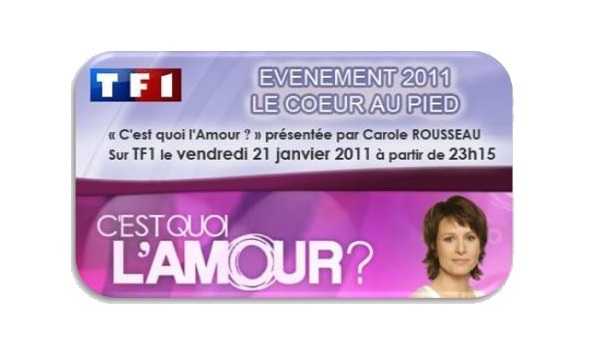 TF1
EVENEMENT 2011
LE COEUR AU PIED
« C'est quoi l'Amour ? » présentée par Carole ROUSSEAU
Sur TF1 le vendredi 21 janvier 2011 à partir de 23h15
C'EST QUOI
L'AMOUR ?